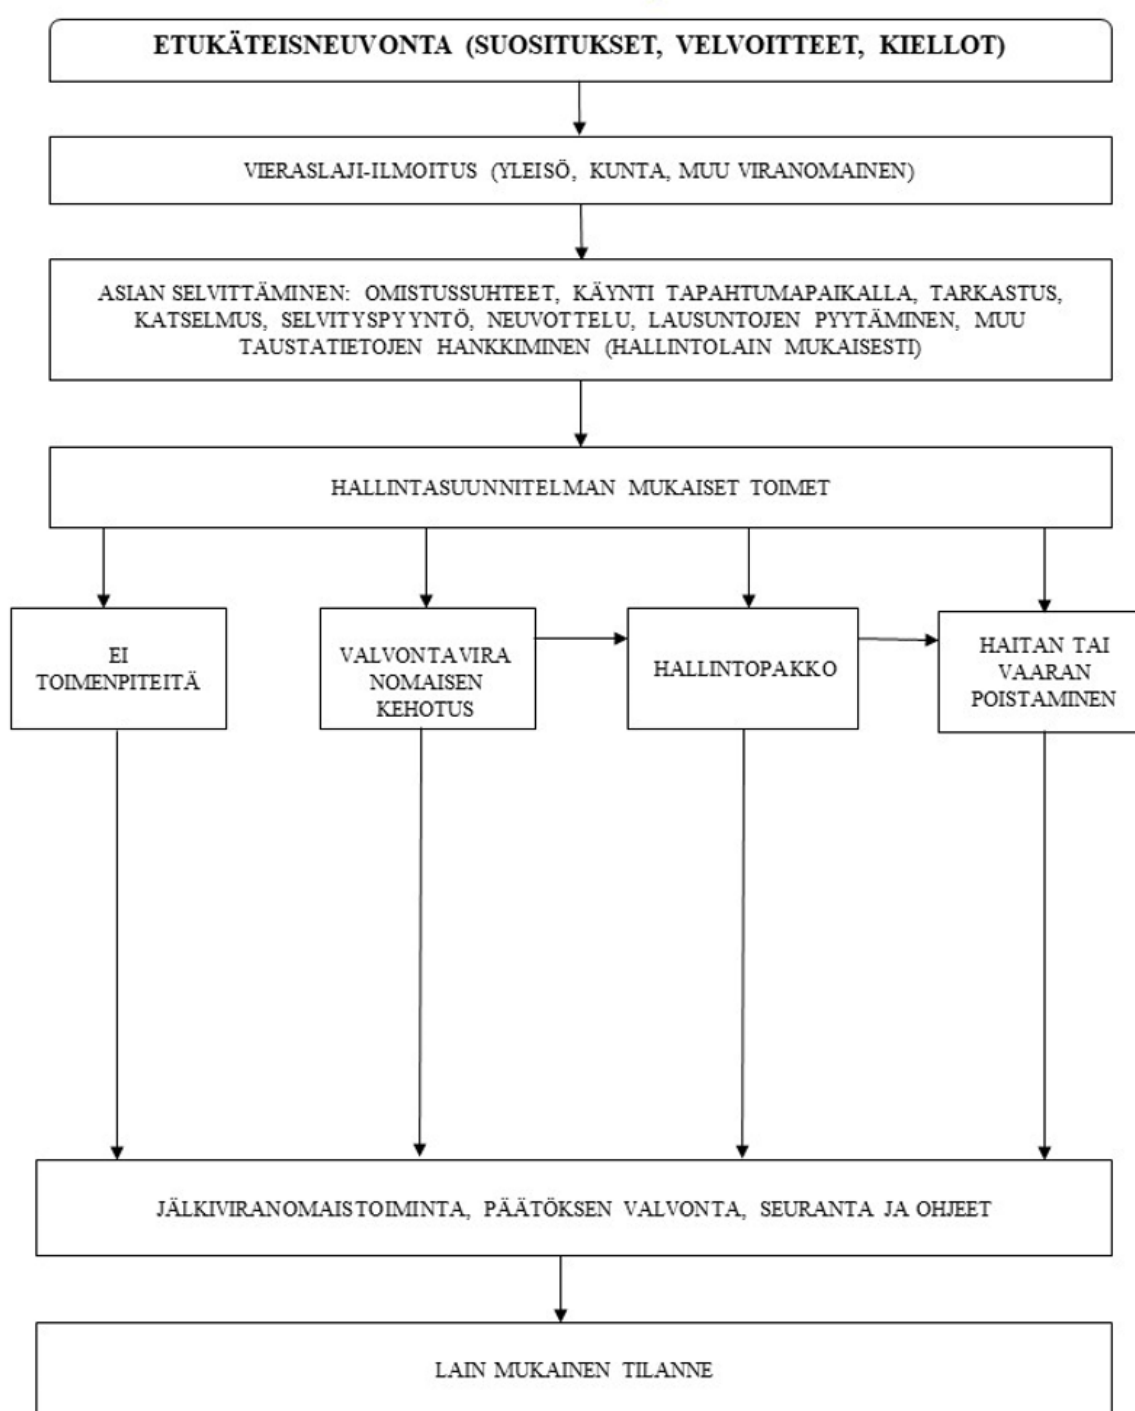 ETUKÄTEISNEUVONTA (SUOSITUKSET, VELVOITTEET, KIELLOT)
VIERASLAJI-ILMOITUS (YLEISÖ, KUNTA, MUU VIRANOMAINEN)
ASIAN SELVITTÄMINEN: OMISTUSSUHTEET, KÄYNTI TAPAHTUMAPAIKALLA, TARKASTUS,
KATSELMUS, SELVITYSPYYNTÖ, NEUVOTTELU, LAUSUNTOJEN PYYTÄMINEN, MUU
TAUSTATIETOJEN HANKKIMINEN (HALLINTOLAIN MUKAISESTI)
HALLINTASUUNNITELMAN MUKAISET TOIMET
EI
TOIMENPITEITÄ
VALVONTAVIRA
NOMAISEN
KEHOTUS
HALLINTOPAKKO
HAITAN TAI
VAARAN
POISTAMINEN
JÄLKIVIRANOMAISTOIMINTA, PÄÄTÖKSEN VALVONTA, SEURANTA JA OHJEET
LAIN MUKAINEN TILANNE